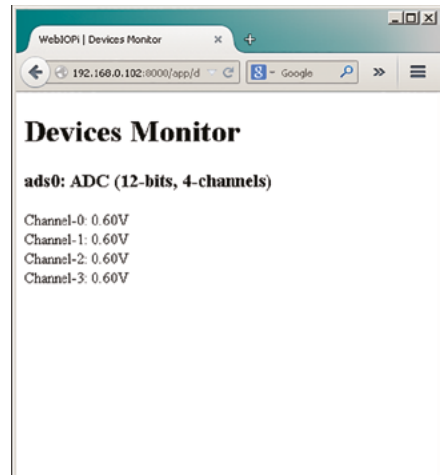 WebIOPi | Devices Monitor
192.168.0.102:8000/app/d
8 - Google
Devices Monitor
ads0: ADC (12-bits, 4-channels)
Channel-0: 0.60V
Channel-1: 0.60V
Channel-2: 0.60V
Channel-3: 0.60V